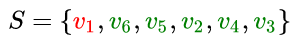 S = {v₁, v₆, v₅, v₂, v₄, v₃}